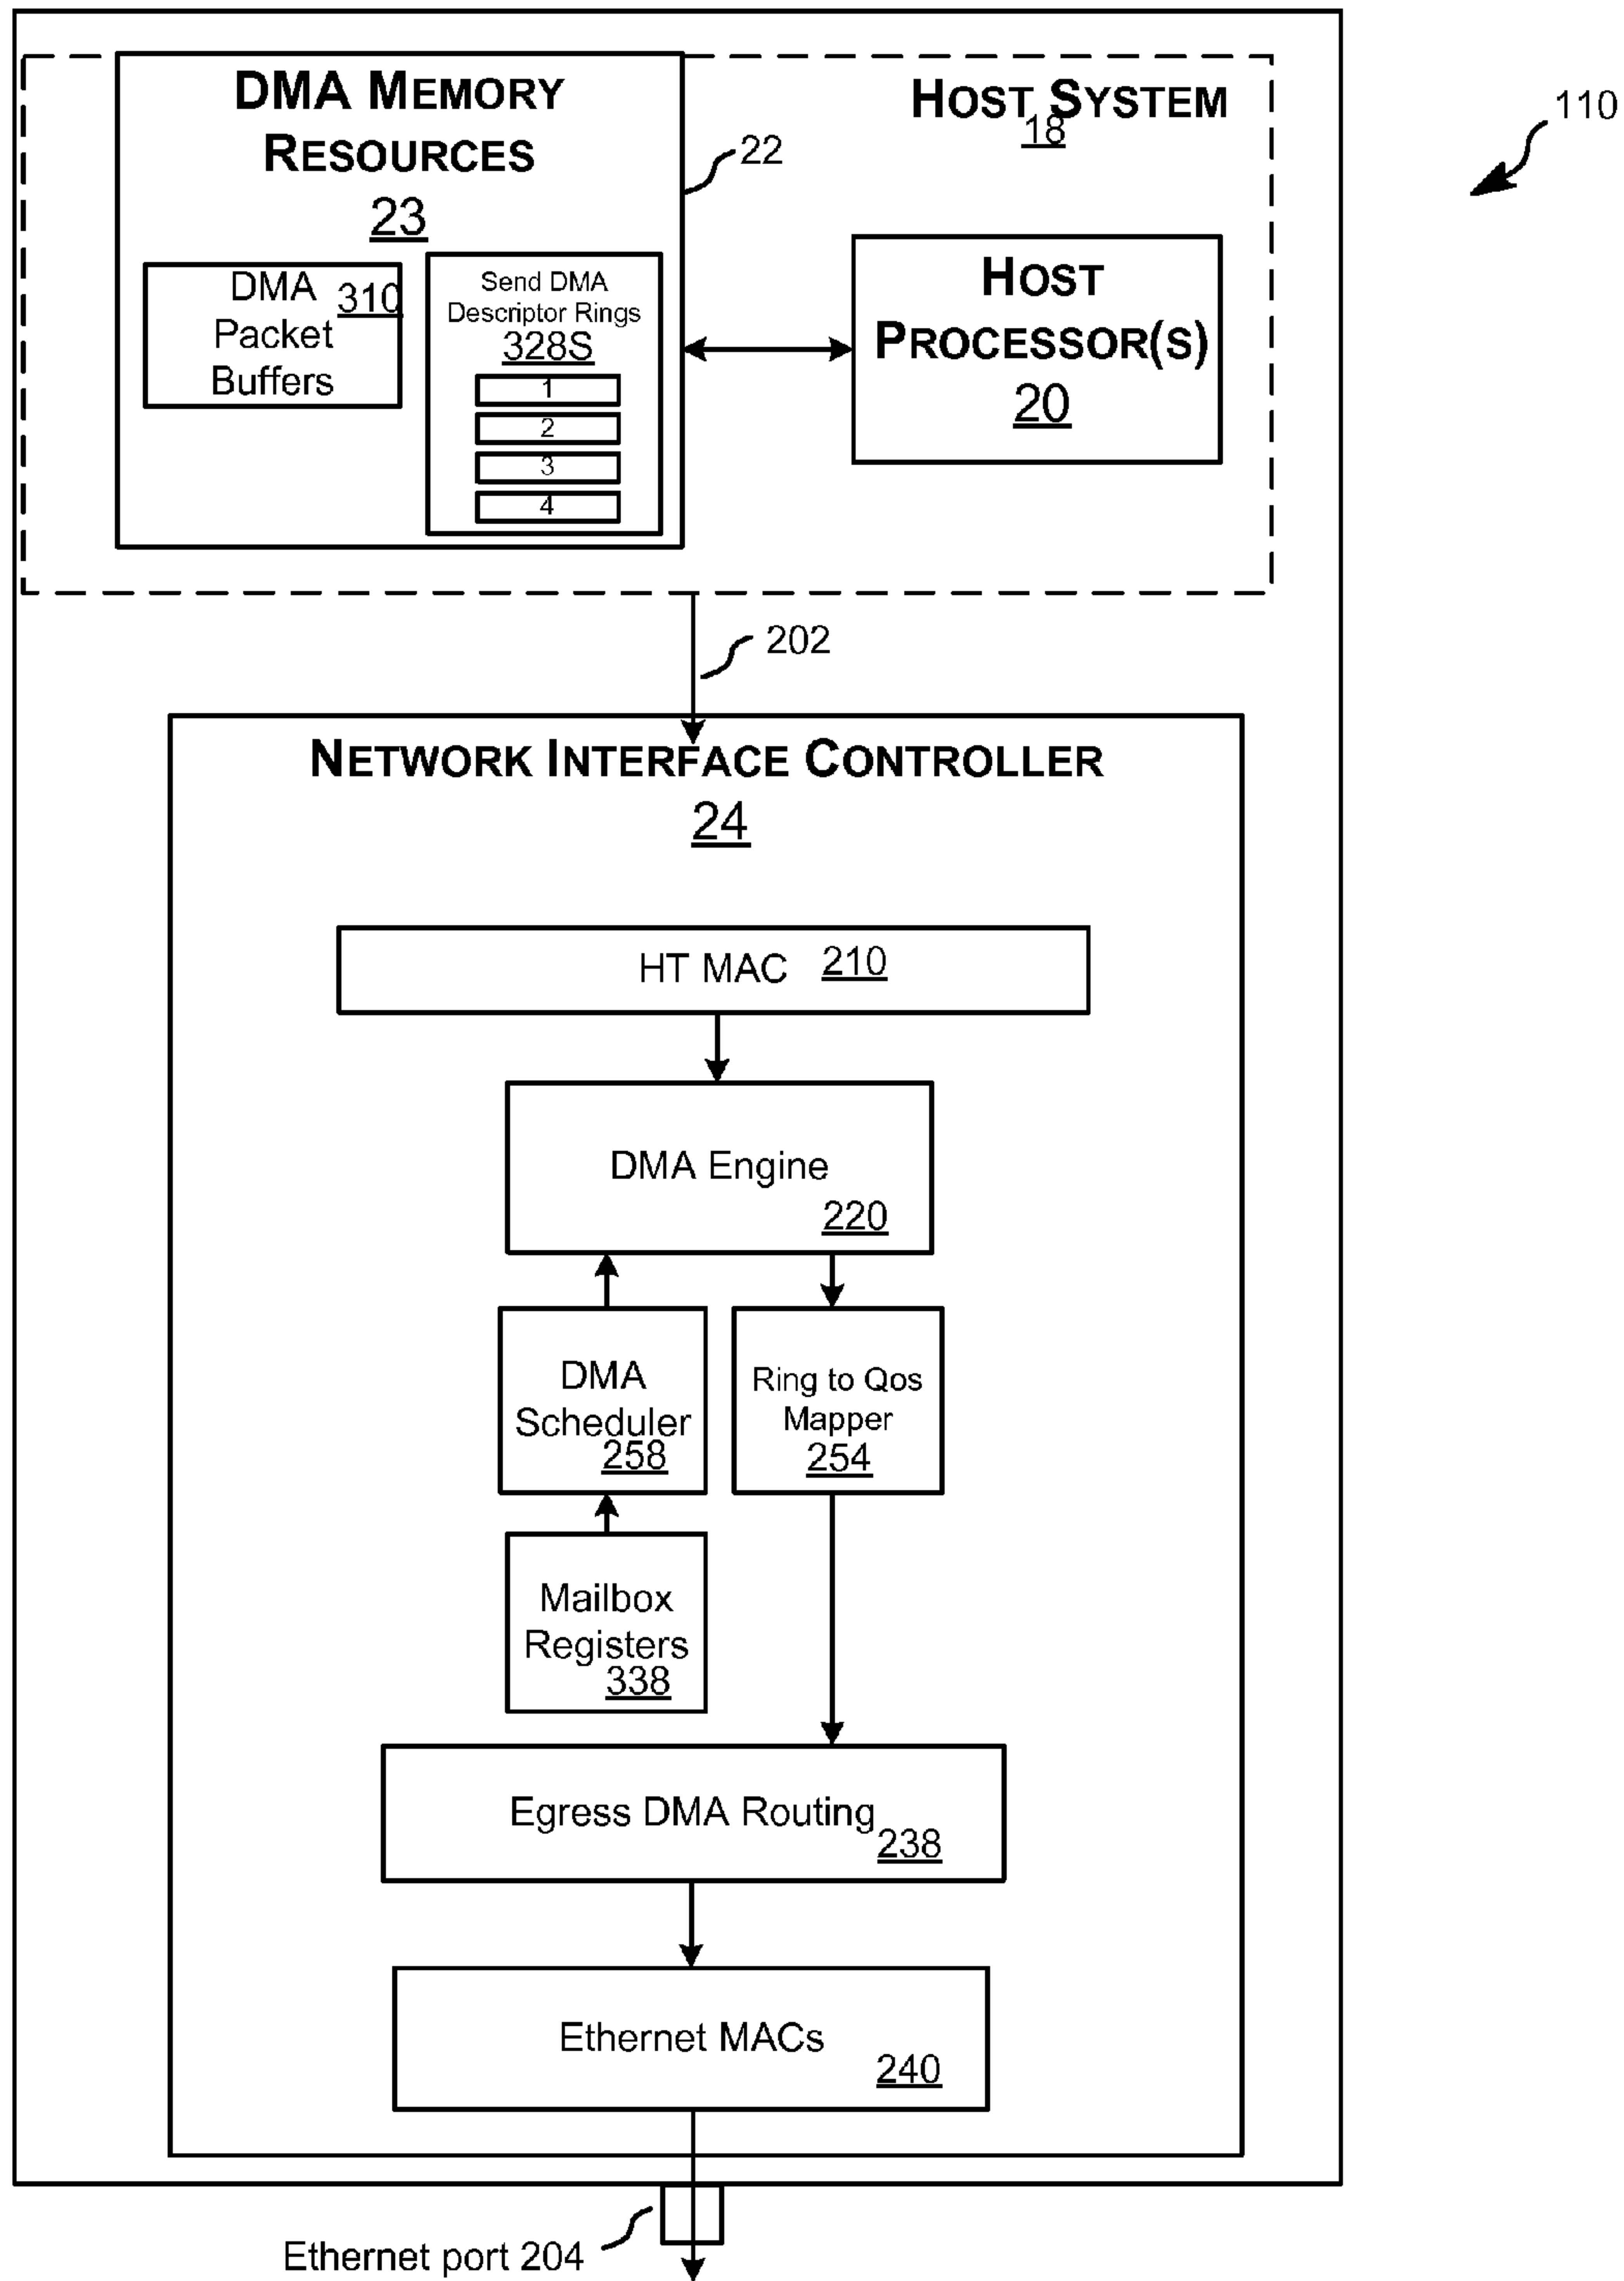 DMA MEMORY
RESOURCES
23
HOST SYSTEM
18
110
22
DMA 310
Packet
Buffers
Send DMA
Descriptor Rings
328S
1
2
3
4
HOST
PROCESSOR(S)
20
202
NETWORK INTERFACE CONTROLLER
24
HT MAC 210
DMA Engine
220
DMA
Scheduler
258
Ring to Qos
Mapper
254
Mailbox
Registers
338
Egress DMA Routing
238
Ethernet MACs
240
Ethernet port 204